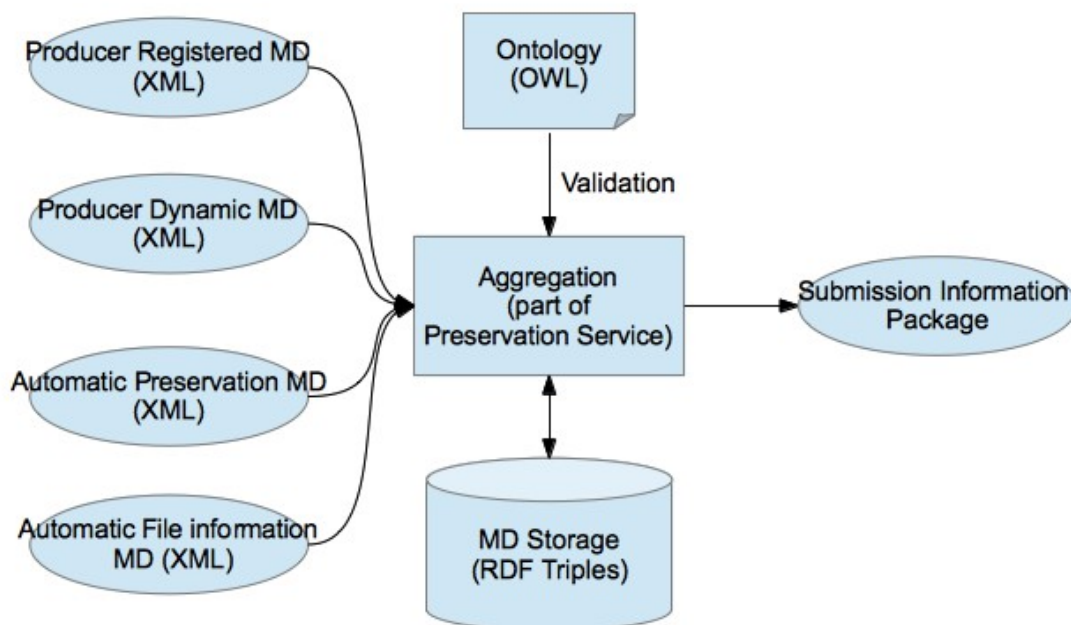 Producer Registered MD
(XML)
Ontology
(OWL)
Producer Dynamic MD
(XML)
Validation
Aggregation
(part of
Preservation Service)
Submission Information
Package
Automatic Preservation MD
(XML)
Automatic File information
MD (XML)
MD Storage
(RDF Triples)